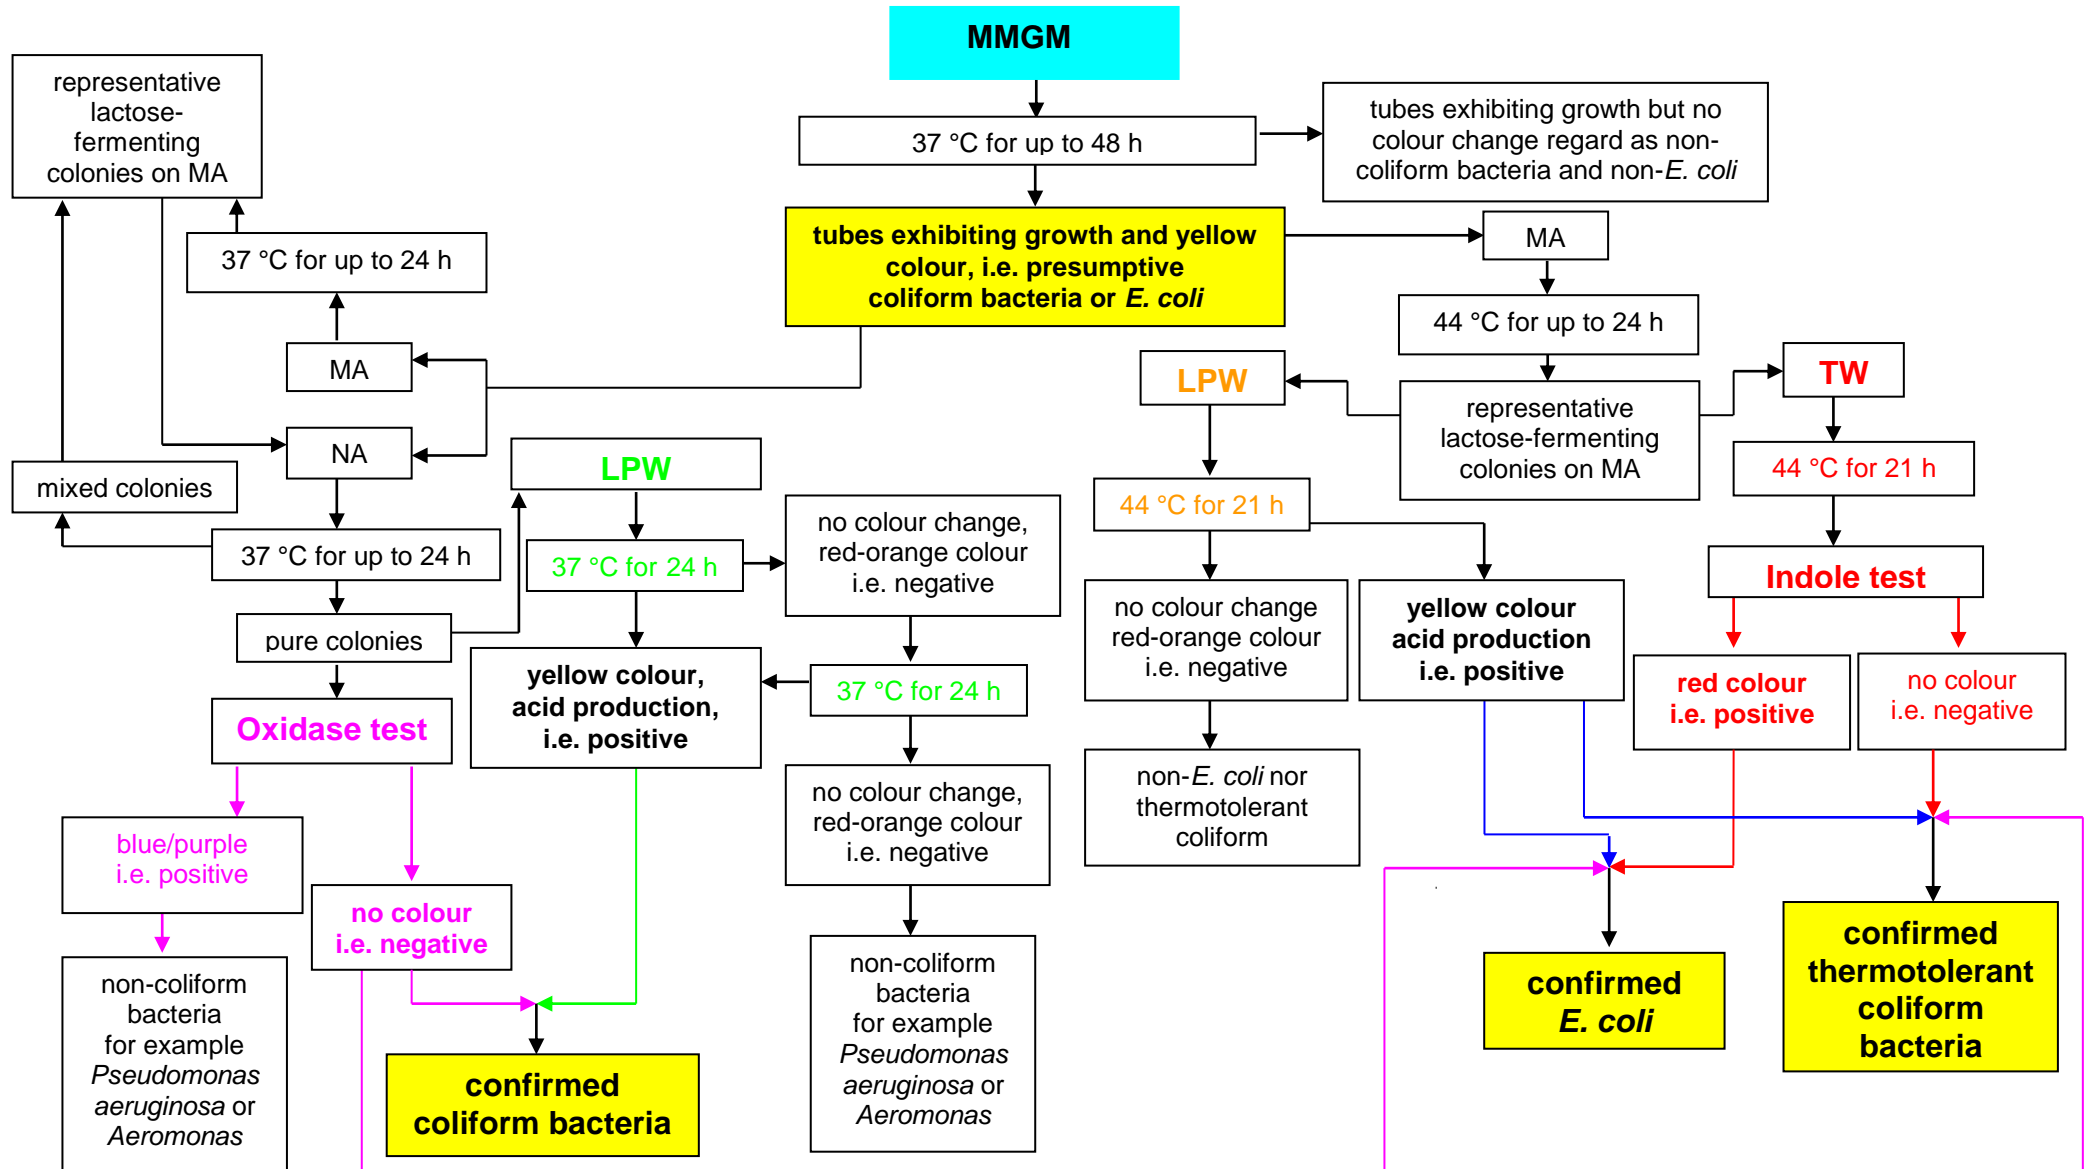 MMGM
37 °C for up to 48 h
tubes exhibiting growth but no
colour change regard as non-
coliform bacteria and non-E. coli
representative
lactose-
fermenting
colonies on MA
37 °C for up to 24 h
MA
tubes exhibiting growth and yellow
colour, i.e. presumptive
coliform bacteria or E. coli
MA
44 °C for up to 24 h
representative
lactose-fermenting
colonies on MA
LPW
TW
44 °C for 21 h
Indole test
NA
mixed colonies
37 °C for up to 24 h
pure colonies
LPW
37 °C for 24 h
no colour change,
red-orange colour
i.e. negative
37 °C for 24 h
yellow colour,
acid production,
i.e. positive
no colour change,
red-orange colour
i.e. negative
non-coliform
bacteria
for example
Pseudomonas
aeruginosa or
Aeromonas
44 °C for 21 h
no colour change
red-orange colour
i.e. negative
non-E. coli nor
thermotolerant
coliform
yellow colour
acid production
i.e. positive
red colour
i.e. positive
no colour
i.e. negative
Oxidase test
blue/purple
i.e. positive
no colour
i.e. negative
non-coliform
bacteria
for example
Pseudomonas
aeruginosa or
Aeromonas
confirmed
coliform bacteria
confirmed
E. coli
confirmed
thermotolerant
coliform
bacteria